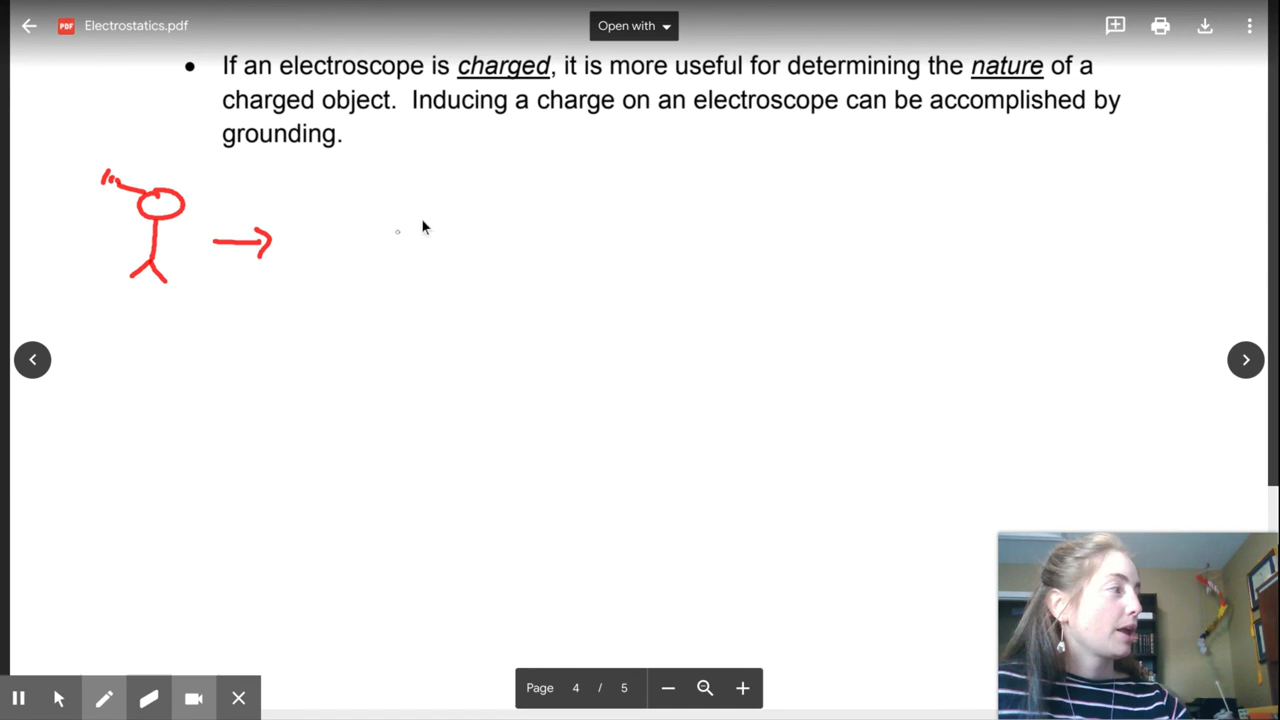 PDF Electrostatics.pdf
Open with
If an electroscope is charged, it is more useful for determining the nature of a
charged object. Inducing a charge on an electroscope can be accomplished by
grounding.
Page 4 / 5